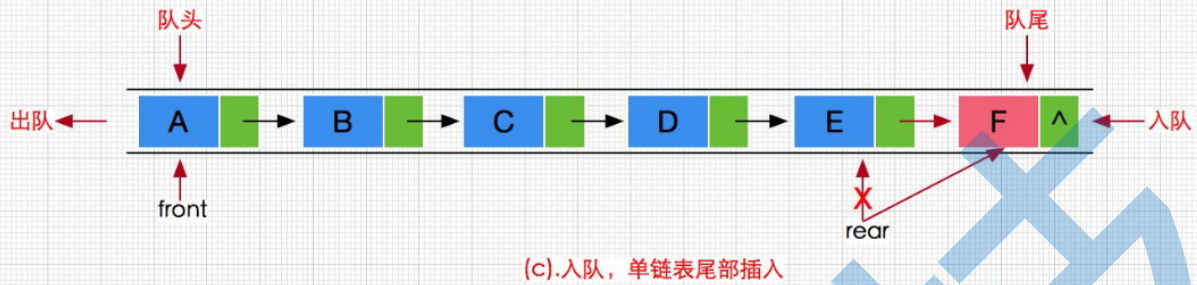 队头 队尾
出队 A B C D E F ^ 入队
front
X
rear
(c).入队，单链表尾部插入